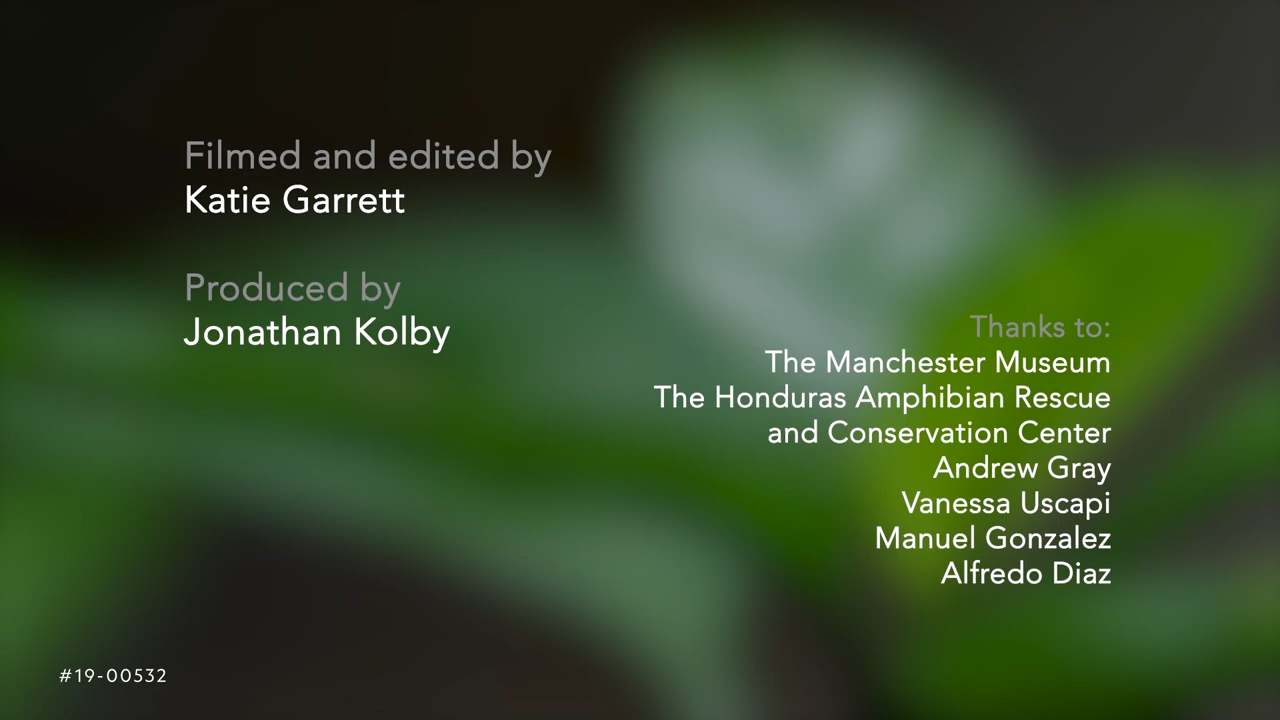 Filmed and edited by
Katie Garrett
Produced by
Jonathan Kolby
Thanks to:
The Manchester Museum
The Honduras Amphibian Rescue
and Conservation Center
Andrew Gray
Vanessa Uscapi
Manuel Gonzalez
Alfredo Diaz
#19-00532